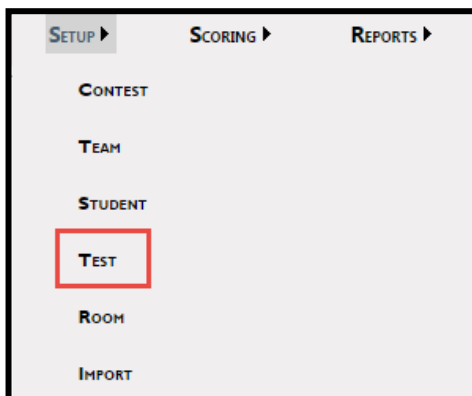 SETUP▶ SCORING▶ REPORTS▶
CONTEST
TEAM
STUDENT
TEST
ROOM
IMPORT